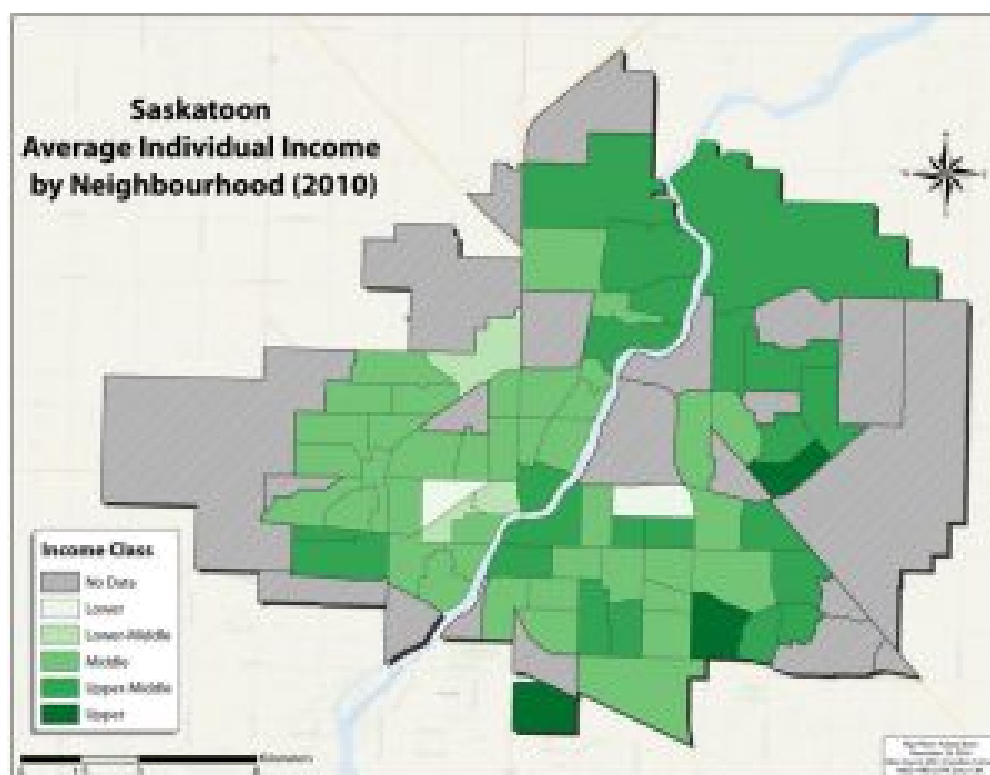 Saskatoon
Average Individual Income
by Neighbourhood (2010)
Income Class
No Data
Lower
Lower-Middle
Middle
Upper-Middle
Upper
Kilometers